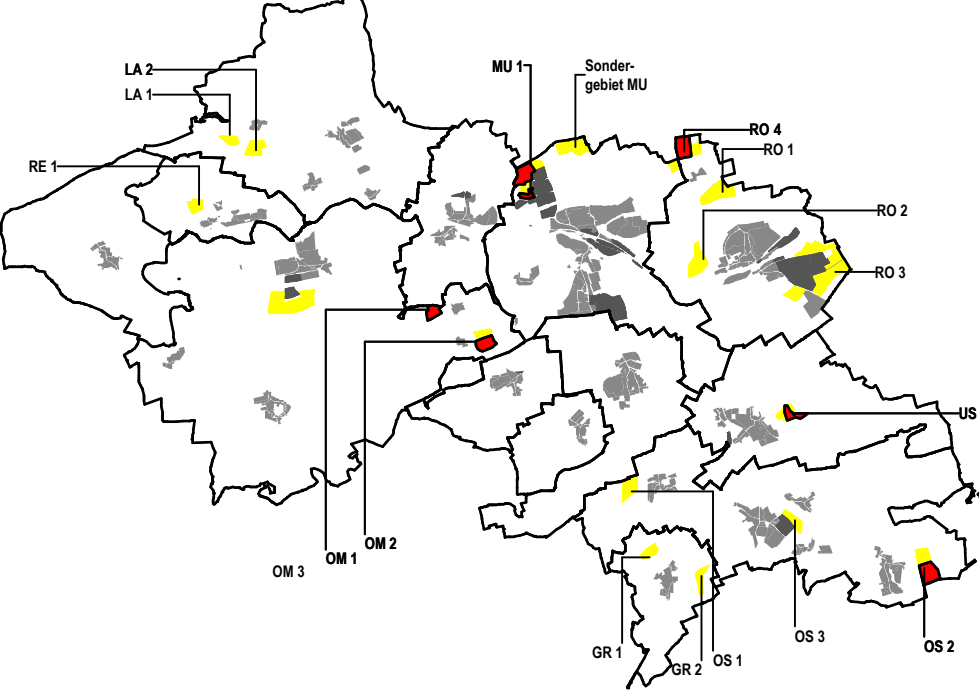 LA 2
LA 1
RE 1
MU 1
Sonder-
gebiet MU
RO 4
RO 1
RO 2
RO 3
US
OM 2
OM 1
OM 3
GR 1
GR 2
OS 1
OS 3
OS 2